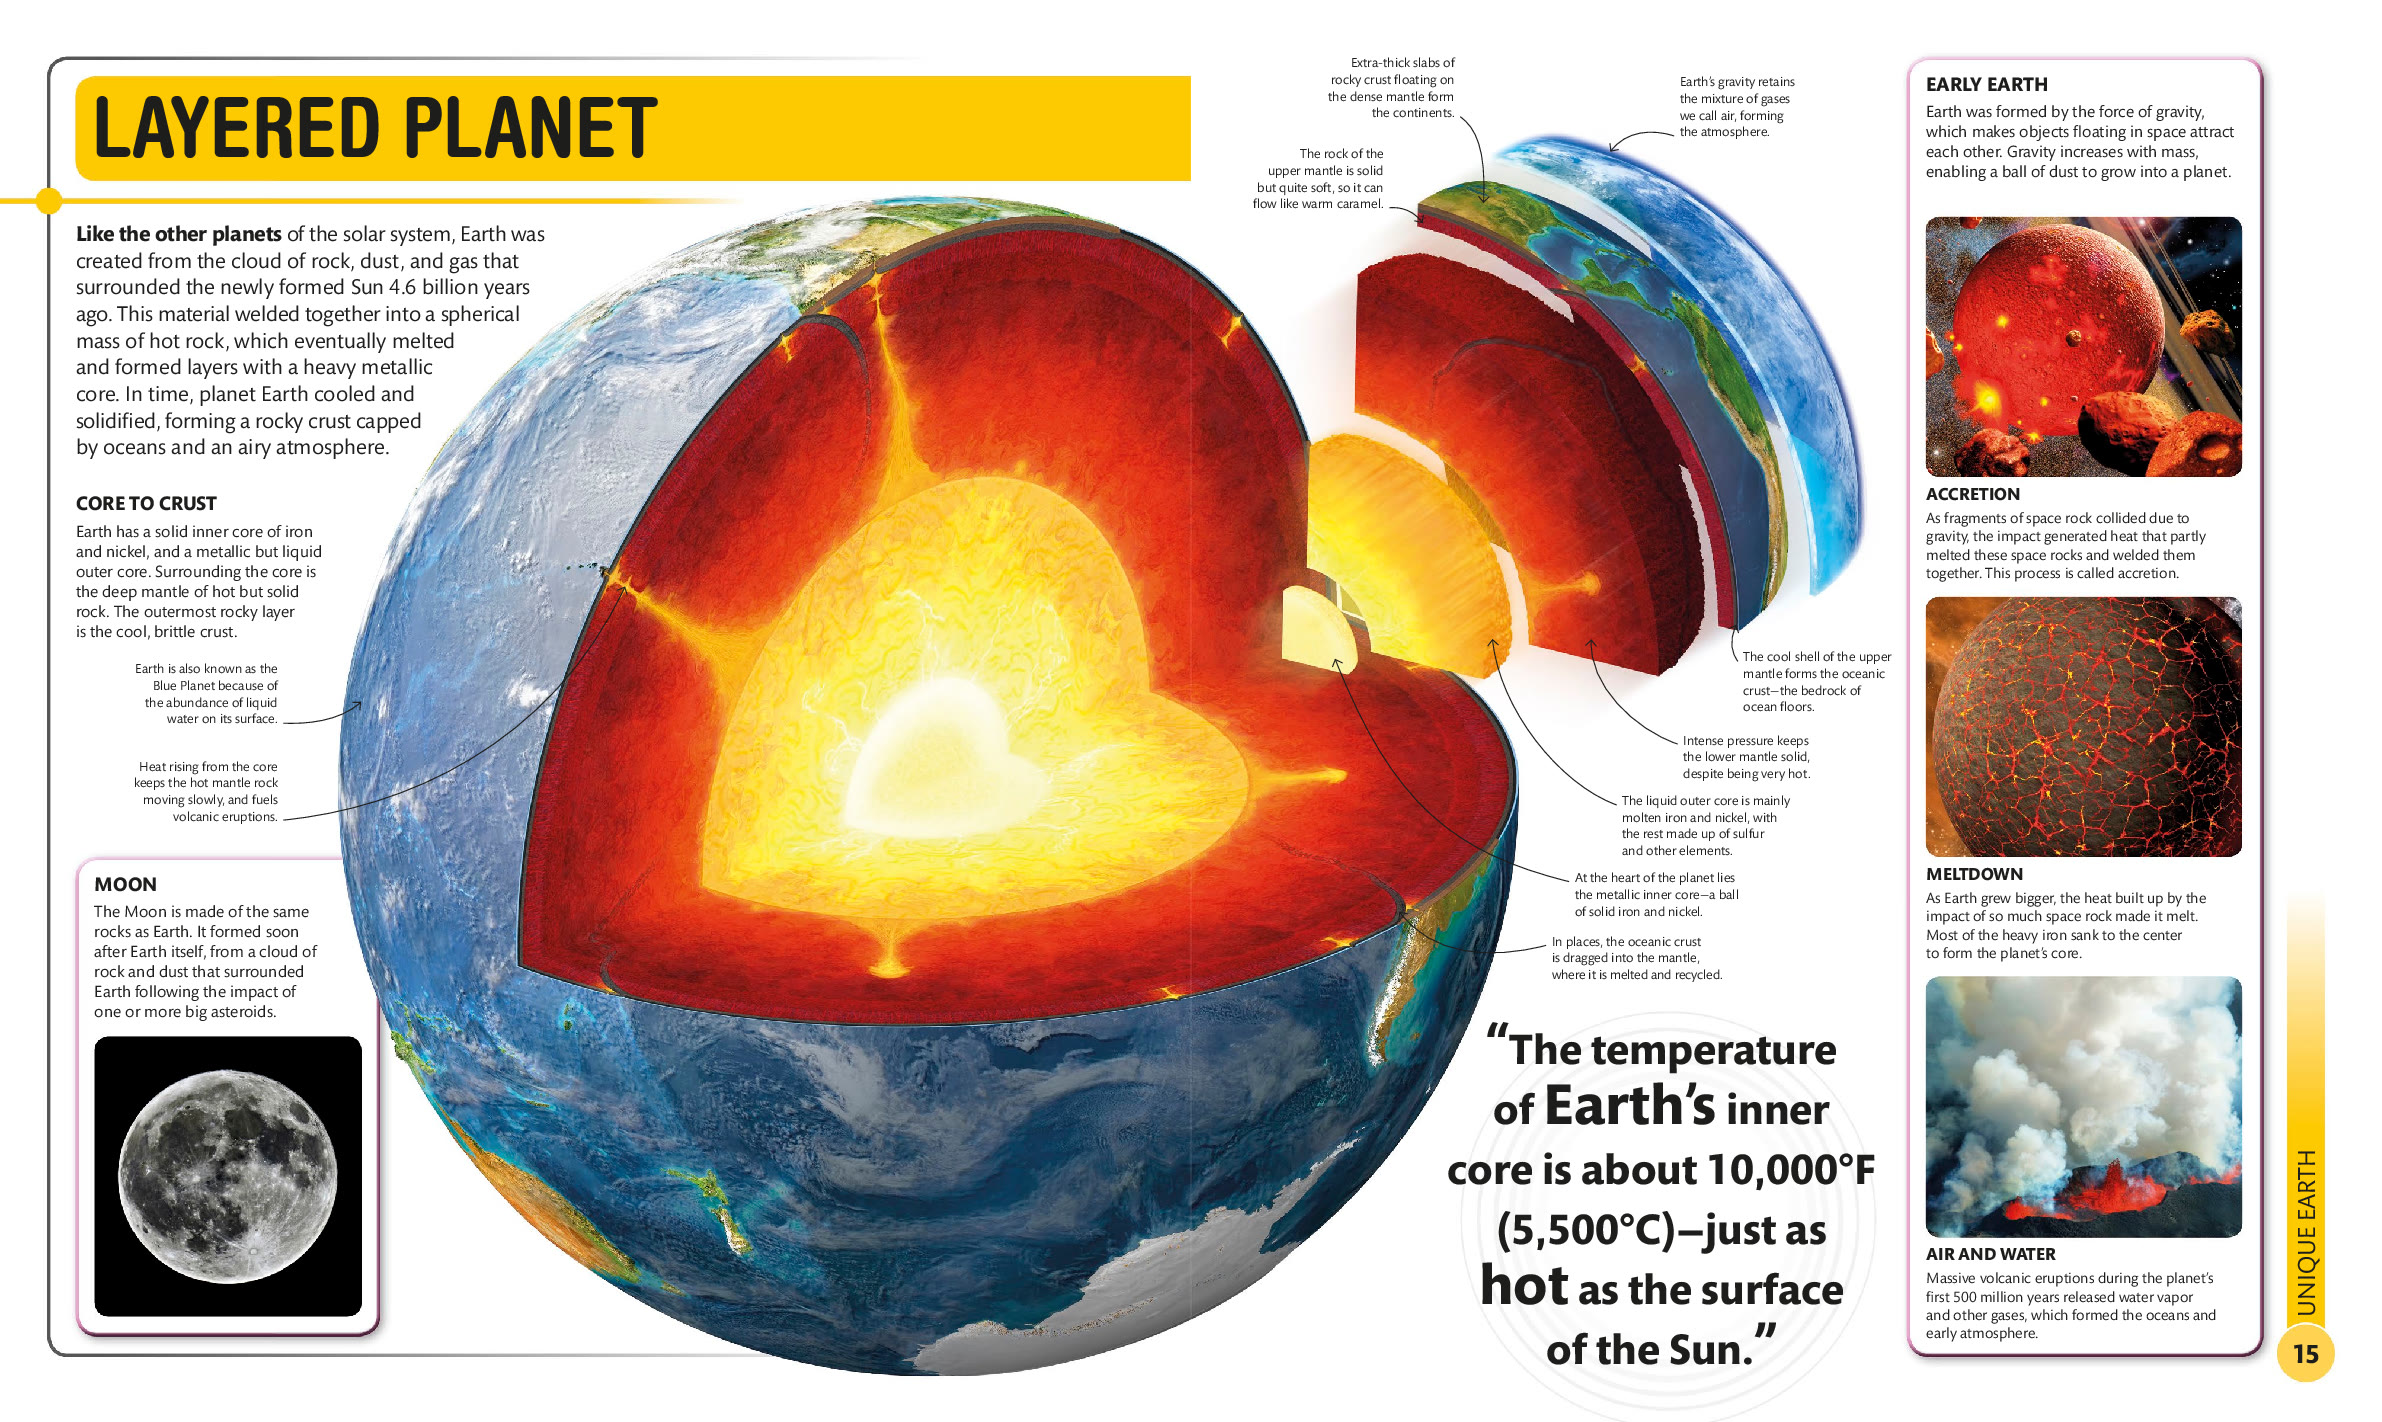 LAYERED PLANET
Like the other planets of the solar system, Earth was
created from the cloud of rock, dust, and gas that
surrounded the newly formed Sun 4.6 billion years
ago. This material welded together into a spherical
mass of hot rock, which eventually melted
and formed layers with a heavy metallic
core. In time, planet Earth cooled and
solidified, forming a rocky crust capped
by oceans and an airy atmosphere.
CORE TO CRUST
Earth has a solid inner core of iron
and nickel, and a metallic but liquid
outer core. Surrounding the core is
the deep mantle of hot but solid
rock. The outermost rocky layer
is the cool, brittle crust.
Earth is also known as the
Blue Planet because of
the abundance of liquid
water on its surface.
Heat rising from the core
keeps the hot mantle rock
moving slowly, and fuels
volcanic eruptions.
MOON
The Moon is made of the same
rocks as Earth. It formed soon
after Earth itself, from a cloud of
rock and dust that surrounded
Earth following the impact of
one or more big asteroids.
Extra-thick slabs of
rocky crust floating on
the dense mantle form
the continents.
The rock of the
upper mantle is solid
but quite soft, so it can
flow like warm caramel.
Earth's gravity retains
the mixture of gases
we call air, forming
the atmosphere.
The cool shell of the upper
mantle forms the oceanic
crust—the bedrock of
ocean floors.
Intense pressure keeps
the lower mantle solid,
despite being very hot.
The liquid outer core is mainly
molten iron and nickel, with
the rest made up of sulfur
and other elements.
At the heart of the planet lies
the metallic inner core—a ball
of solid iron and nickel.
In places, the oceanic crust
is dragged into the mantle,
where it is melted and recycled.
“The temperature
of Earth's inner
core is about 10,000°F
(5,500°C)—just as
hot as the surface
of the Sun.”
EARLY EARTH
Earth was formed by the force of gravity,
which makes objects floating in space attract
each other. Gravity increases with mass,
enabling a ball of dust to grow into a planet.
ACCRETION
As fragments of space rock collided due to
gravity, the impact generated heat that partly
melted these space rocks and welded them
together. This process is called accretion.
MELTDOWN
As Earth grew bigger, the heat built up by the
impact of so much space rock made it melt.
Most of the heavy iron sank to the center
to form the planet's core.
AIR AND WATER
Massive volcanic eruptions during the planet's
first 500 million years released water vapor
and other gases, which formed the oceans and
early atmosphere.
UNIQUE EARTH
15